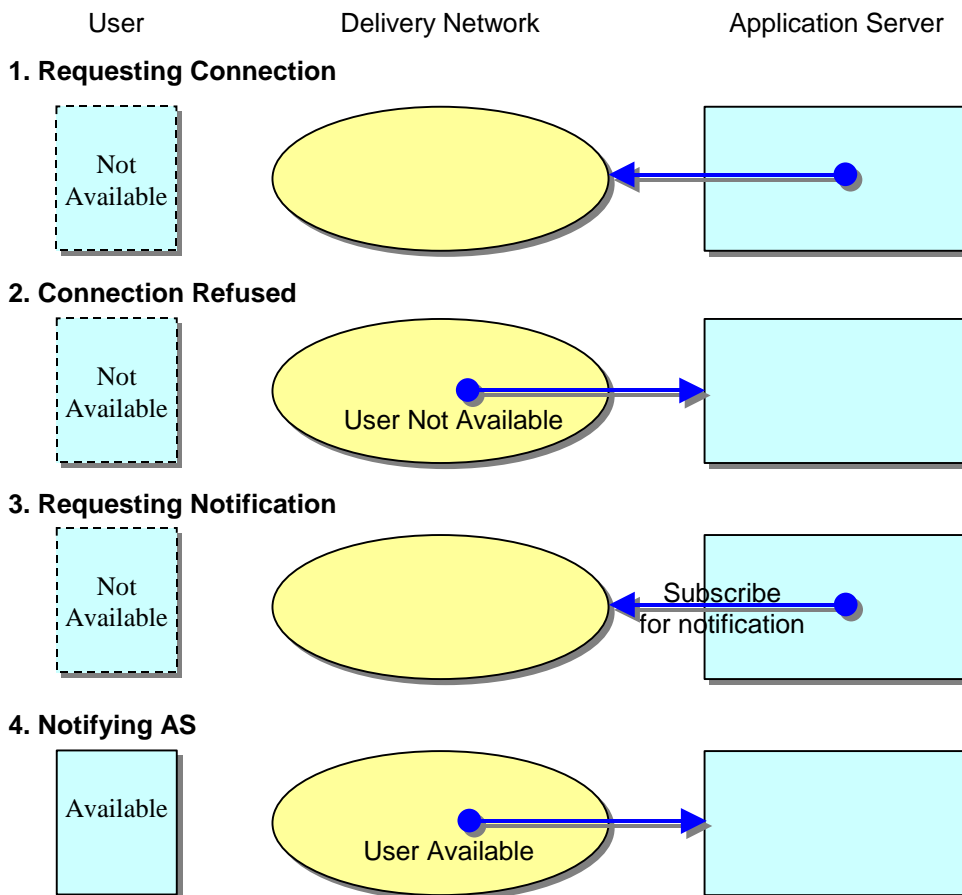 User Delivery Network Application Server
1. Requesting Connection
Not
Available
2. Connection Refused
Not
Available
User Not Available
3. Requesting Notification
Not
Available
Subscribe
for notification
4. Notifying AS
Available
User Available